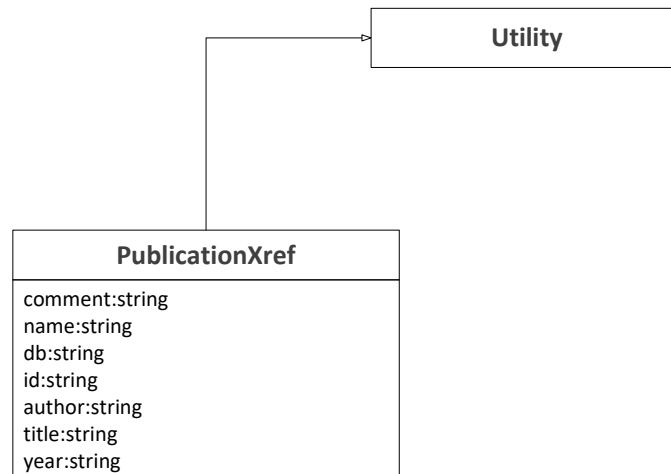 Utility
PublicationXref
comment:string
name:string
db:string
id:string
author:string
title:string
year:string